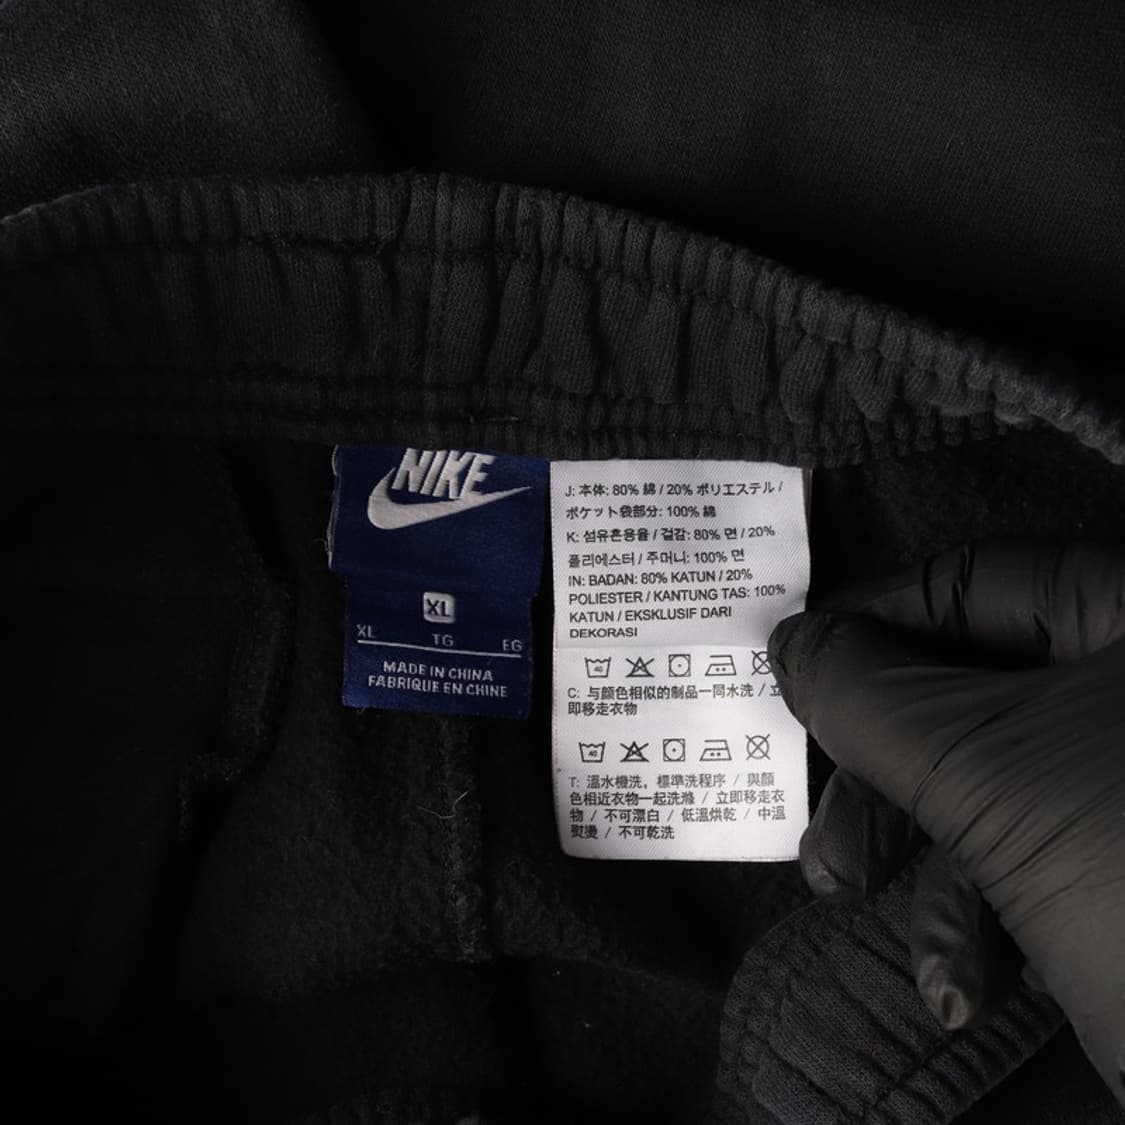 NIKE
XL
XL TG EG
MADE IN CHINA
FABRIQUE EN CHINE
J: 本体: 80% 綿 / 20% ポリエステル /
ポケット袋部分: 100% 綿
K: 섬유혼용율 / 겉감: 80% 면 / 20%
폴리에스터 / 주머니: 100% 면
IN: BADAN: 80% KATUN / 20%
POLIESTER / KANTUNG TAS: 100%
KATUN / EKSKLUSIF DARI
DEKORASI
40
C: 与颜色相似的制品一同水洗 / 立
即移走衣物
40
T: 溫水機洗，標準洗程序 / 與顏
色相近衣物一起洗滌 / 立即移走衣
物 / 不可漂白 / 低溫烘乾 / 中溫
熨燙 / 不可乾洗